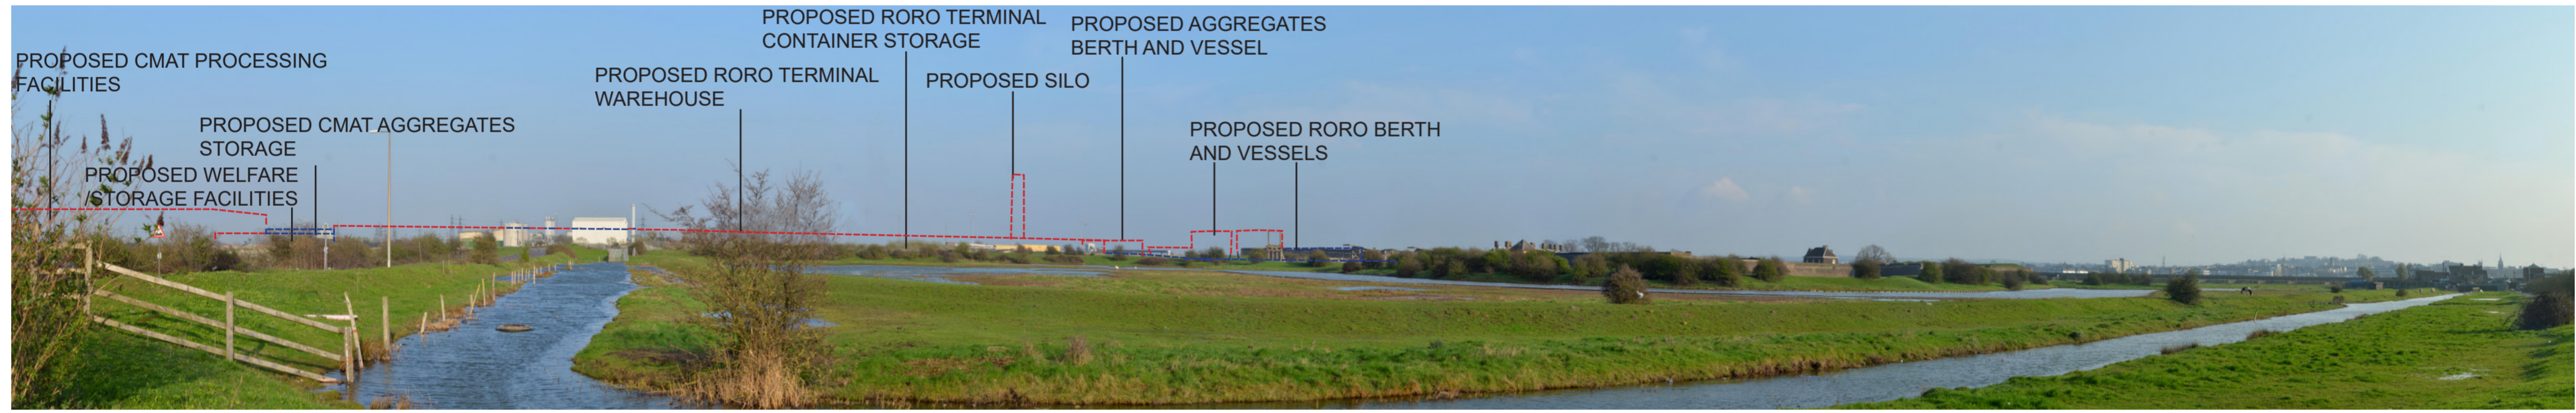 PROPOSED CMAT PROCESSING
FACILITIES
PROPOSED CMAT AGGREGATES
STORAGE
PROPOSED WELFARE
/STORAGE FACILITIES
PROPOSED RORO TERMINAL
WAREHOUSE
PROPOSED RORO TERMINAL
CONTAINER STORAGE
PROPOSED SILO
PROPOSED AGGREGATES
BERTH AND VESSEL
PROPOSED RORO BERTH
AND VESSELS